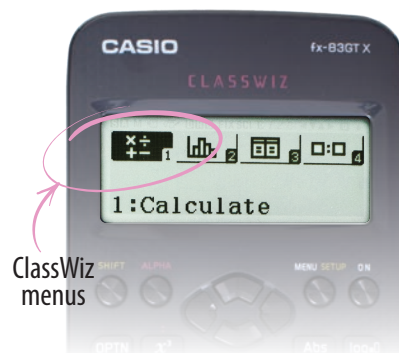 CASIO fx-83GT X
CLASSWIZ
×÷ +− 1 2 3 4
1:Calculate
ClassWiz
menus
SHIFT ALPHA MENU SETUP ON
OPTN Abs